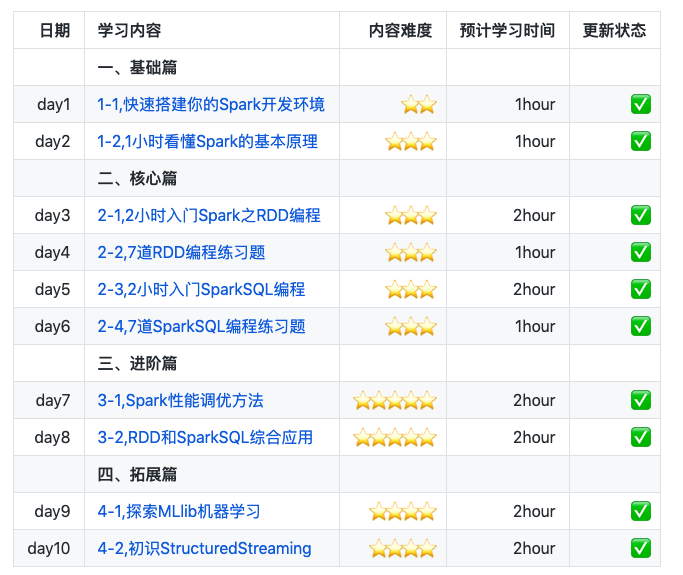 日期 学习内容 内容难度 预计学习时间 更新状态
一、基础篇
day1 1-1,快速搭建你的Spark开发环境 ⭐⭐ 1hour ✅
day2 1-2,1小时看懂Spark的基本原理 ⭐⭐⭐ 1hour ✅
二、核心篇
day3 2-1,2小时入门Spark之RDD编程 ⭐⭐⭐ 2hour ✅
day4 2-2,7道RDD编程练习题 ⭐⭐⭐ 1hour ✅
day5 2-3,2小时入门SparkSQL编程 ⭐⭐⭐ 2hour ✅
day6 2-4,7道SparkSQL编程练习题 ⭐⭐⭐ 1hour ✅
三、进阶篇
day7 3-1,Spark性能调优方法 ⭐⭐⭐⭐⭐ 2hour ✅
day8 3-2,RDD和SparkSQL综合应用 ⭐⭐⭐⭐⭐ 2hour ✅
四、拓展篇
day9 4-1,探索MLlib机器学习 ⭐⭐⭐⭐ 2hour ✅
day10 4-2,初识StructuredStreaming ⭐⭐⭐⭐ 2hour ✅